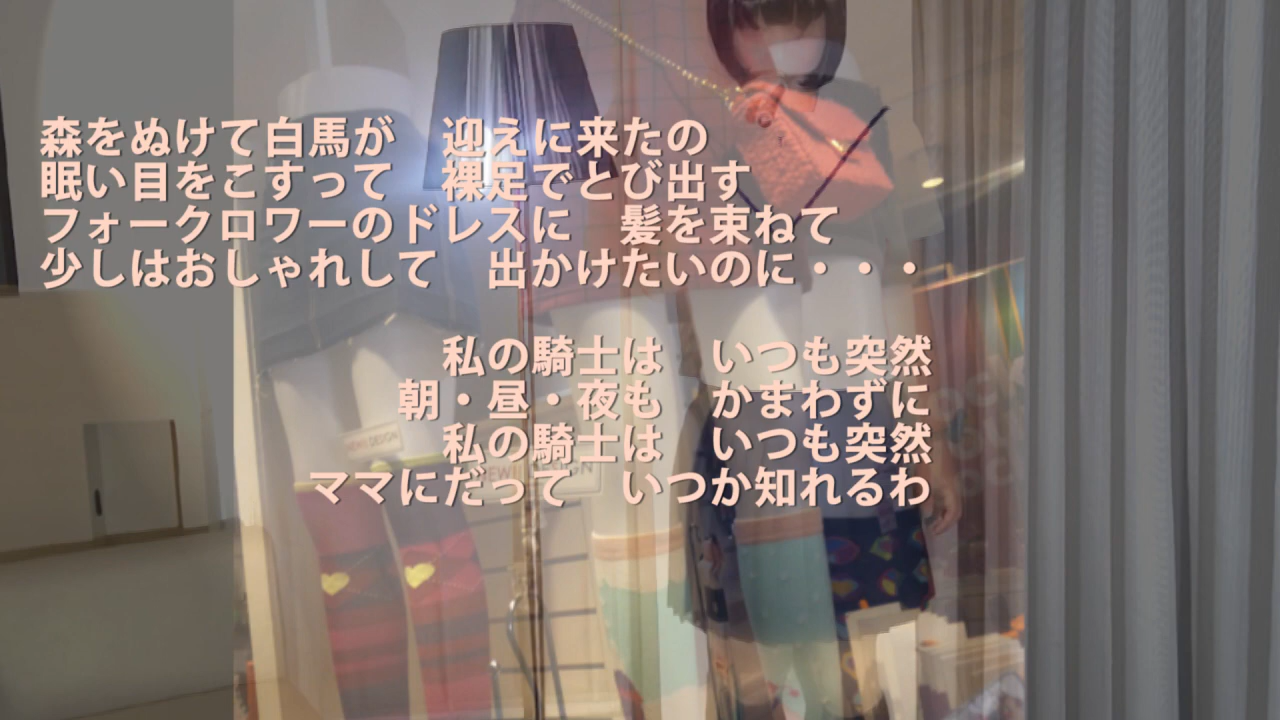 森をぬけて白馬が　迎えに来たの
眠い目をこすって　裸足でとび出す
フォークロワーのドレスに　髪を束ねて
少しはおしゃれして　出かけたいのに・・・
私の騎士は　いつも突然
朝・昼・夜も　かまわずに
私の騎士は　いつも突然
ママにだって　いつか知れるわ
NEW DESIGN